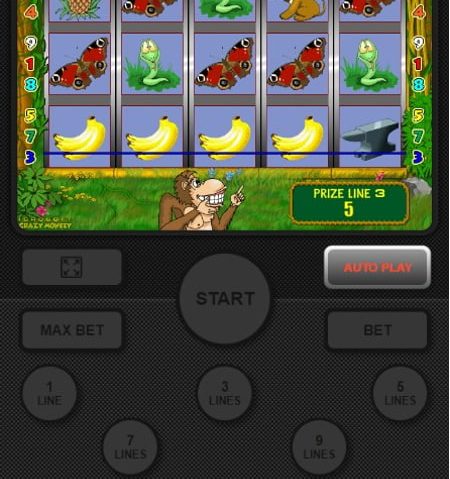 4 4
9 9
1 1
8 8
5 5
7 7
3 3
IGROSOFT
CRAZY MONKEY
PRIZE LINE 3
5
AUTO PLAY
START
MAX BET
BET
1
LINE
3
LINES
5
LINES
7
LINES
9
LINES